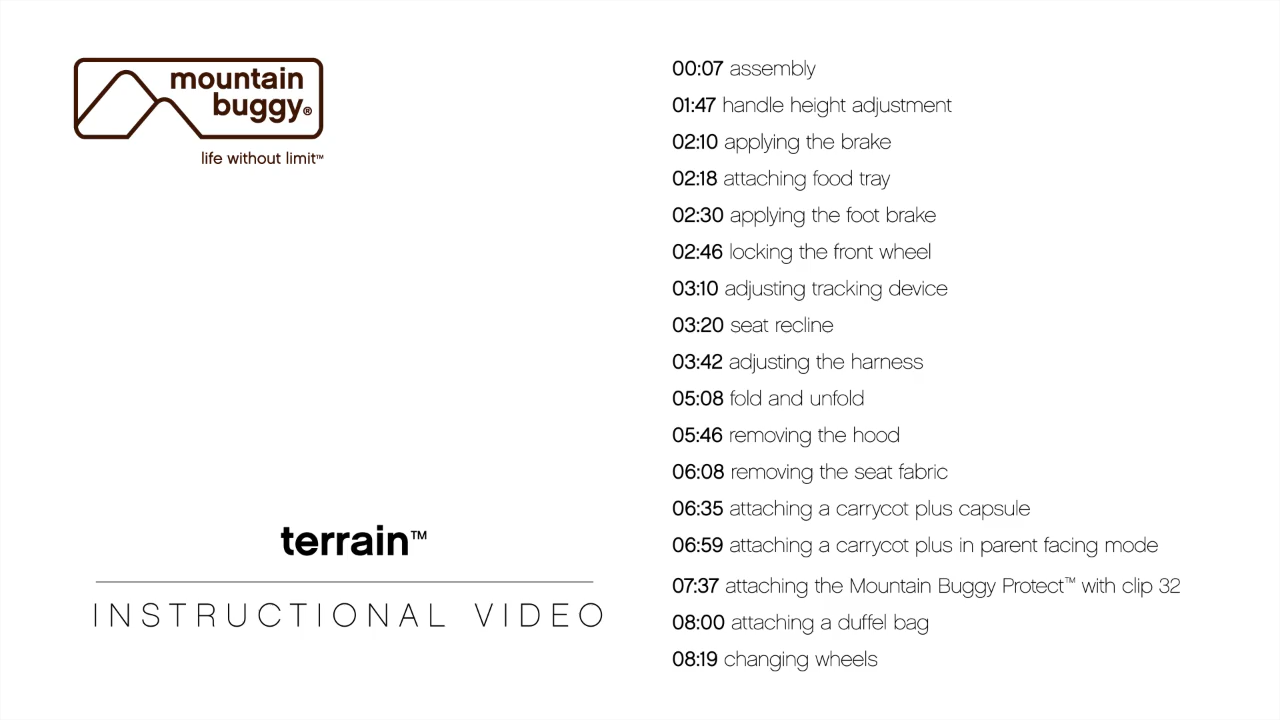 mountain
buggy®
life without limit™
terrain™
INSTRUCTIONAL VIDEO
00:07 assembly
01:47 handle height adjustment
02:10 applying the brake
02:18 attaching food tray
02:30 applying the foot brake
02:46 locking the front wheel
03:10 adjusting tracking device
03:20 seat recline
03:42 adjusting the harness
05:08 fold and unfold
05:46 removing the hood
06:08 removing the seat fabric
06:35 attaching a carrycot plus capsule
06:59 attaching a carrycot plus in parent facing mode
07:37 attaching the Mountain Buggy Protect™ with clip 32
08:00 attaching a duffel bag
08:19 changing wheels